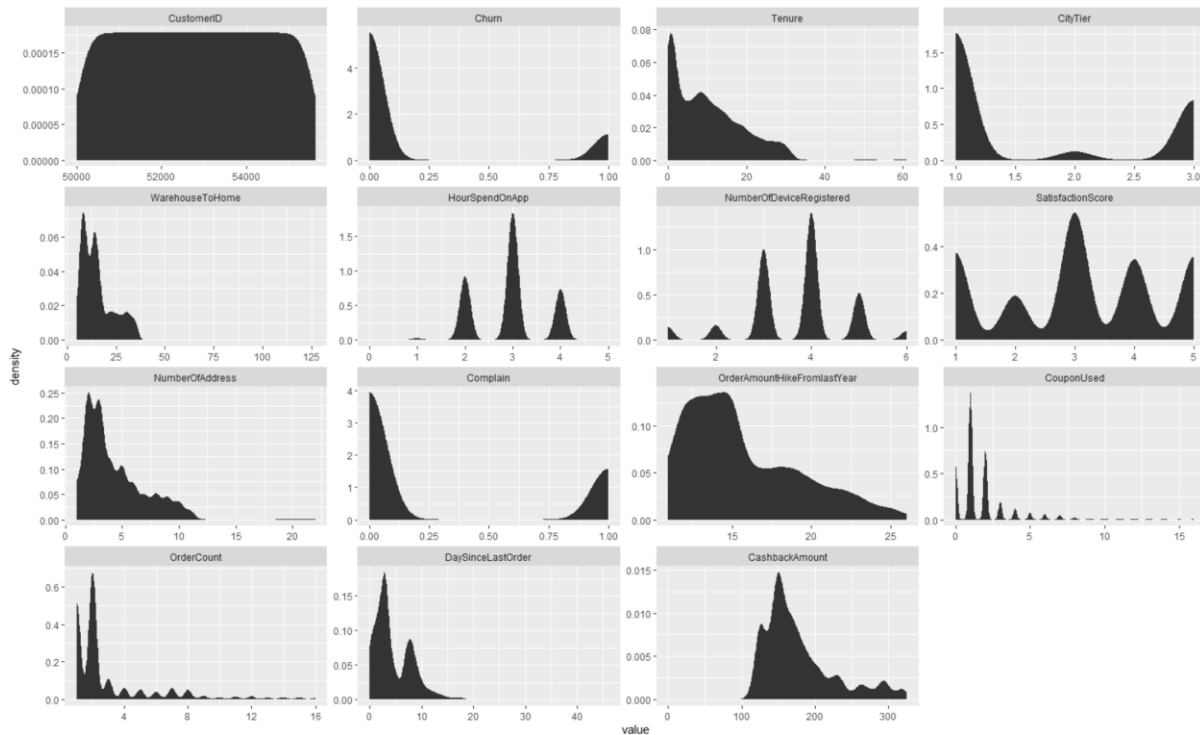 CustomerID Churn Tenure CityTier
0.00015 0.00010 0.00005 0.00000
50000 52000 54000
4 2 0
0.00 0.25 0.50 0.75 1.00
0.08 0.06 0.04 0.02 0.00
0 20 40 60
1.5 1.0 0.5 0.0
1.0 1.5 2.0 2.5 3.0
WarehouseToHome HourSpendOnApp NumberOfDeviceRegistered SatisfactionScore
0.06 0.04 0.02 0.00
0 25 50 75 100 125
1.5 1.0 0.5 0.0
0 1 2 3 4 5
1.0 0.5 0.0
2 4 6
0.4 0.2 0.0
1 2 3 4 5
density
NumberOfAddress Complain OrderAmountHikeFromlastYear CouponUsed
0.25 0.20 0.15 0.10 0.05 0.00
5 10 15 20
4 3 2 1 0
0.00 0.25 0.50 0.75 1.00
0.10 0.05 0.00
15 20 25
1.0 0.5 0.0
0 5 10 15
OrderCount DaySinceLastOrder CashbackAmount
0.6 0.4 0.2 0.0
4 8 12 16
0.15 0.10 0.05 0.00
0 10 20 30 40
0.015 0.010 0.005 0.000
0 100 200 300
value